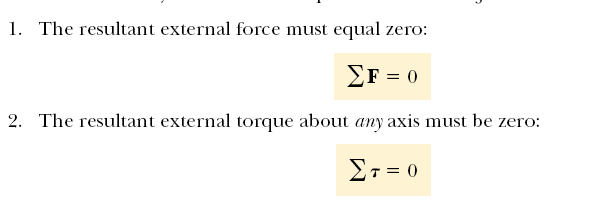 1. The resultant external force must equal zero:
∑F = 0
2. The resultant external torque about any axis must be zero:
∑τ = 0